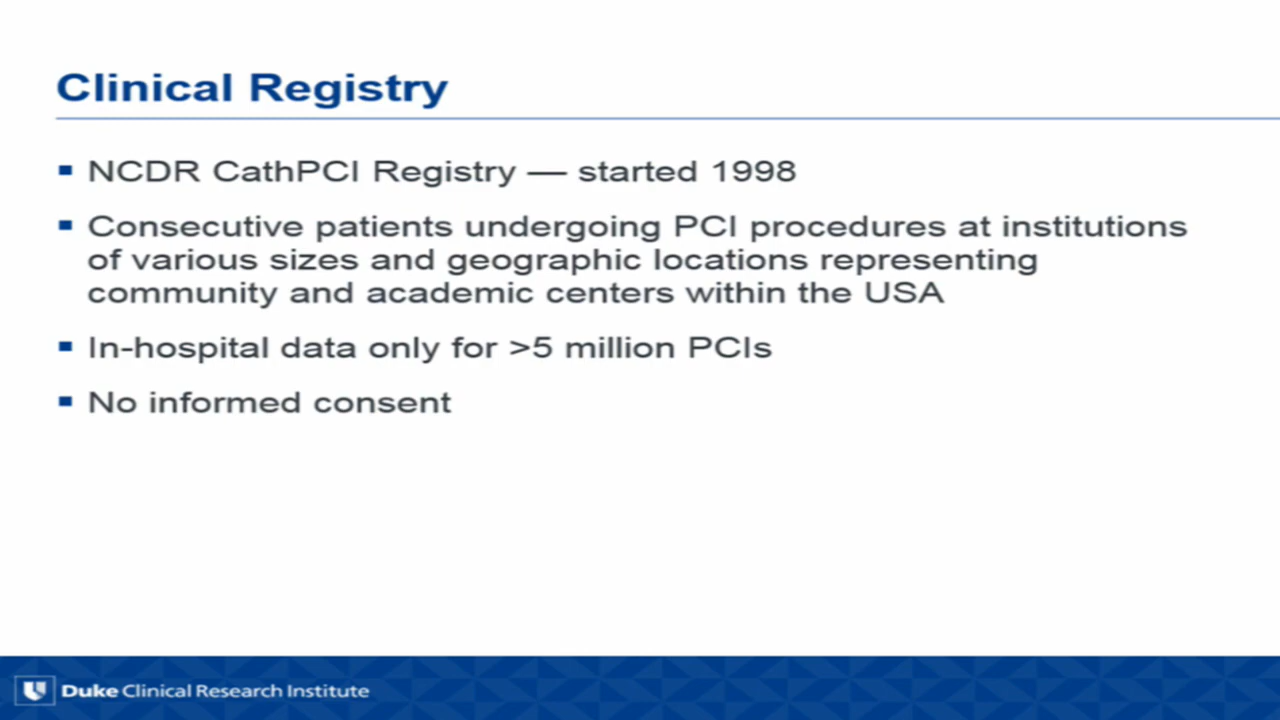 Clinical Registry
▪ NCDR CathPCI Registry — started 1998
▪ Consecutive patients undergoing PCI procedures at institutions
of various sizes and geographic locations representing
community and academic centers within the USA
▪ In-hospital data only for >5 million PCIs
▪ No informed consent
Duke Clinical Research Institute